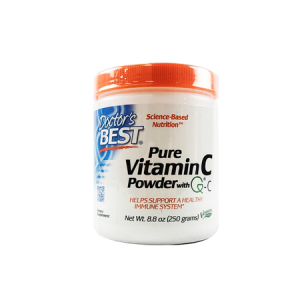 Science-Based
Nutrition™
Doctor's
BEST®
Pure
Vitamin C
Powder with Q®-C
HELPS SUPPORT A HEALTHY
IMMUNE SYSTEM*
Net Wt. 8.8 oz (250 grams)